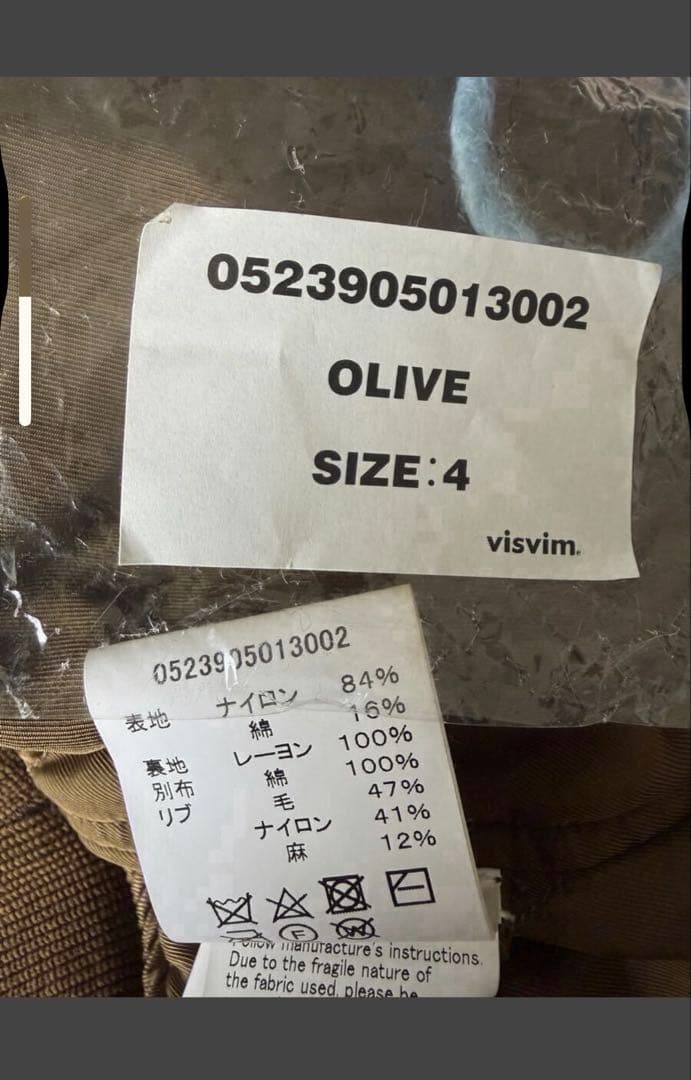 0523905013002
OLIVE
SIZE:4
visvim.
0523905013002
表地 ナイロン 84%
綿 16%
裏地 レーヨン 100%
別布 綿 100%
リブ 毛 47%
ナイロン 41%
麻 12%
F
W
Follow manufacture's instructions.
Due to the fragile nature of
the fabric used, please be